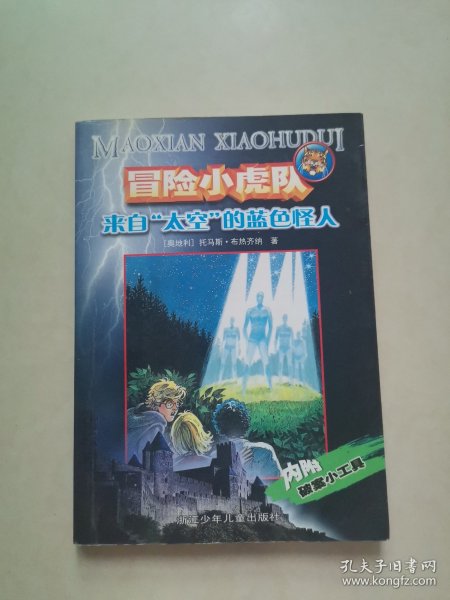 MAOXIAN XIAOHUDUI
冒险小虎队
来自“太空”的蓝色怪人
[奥地利] 托马斯·布热齐纳 著
内附
破案小工具
浙江少年儿童出版社
孔夫子旧书网
www.kongfz.com